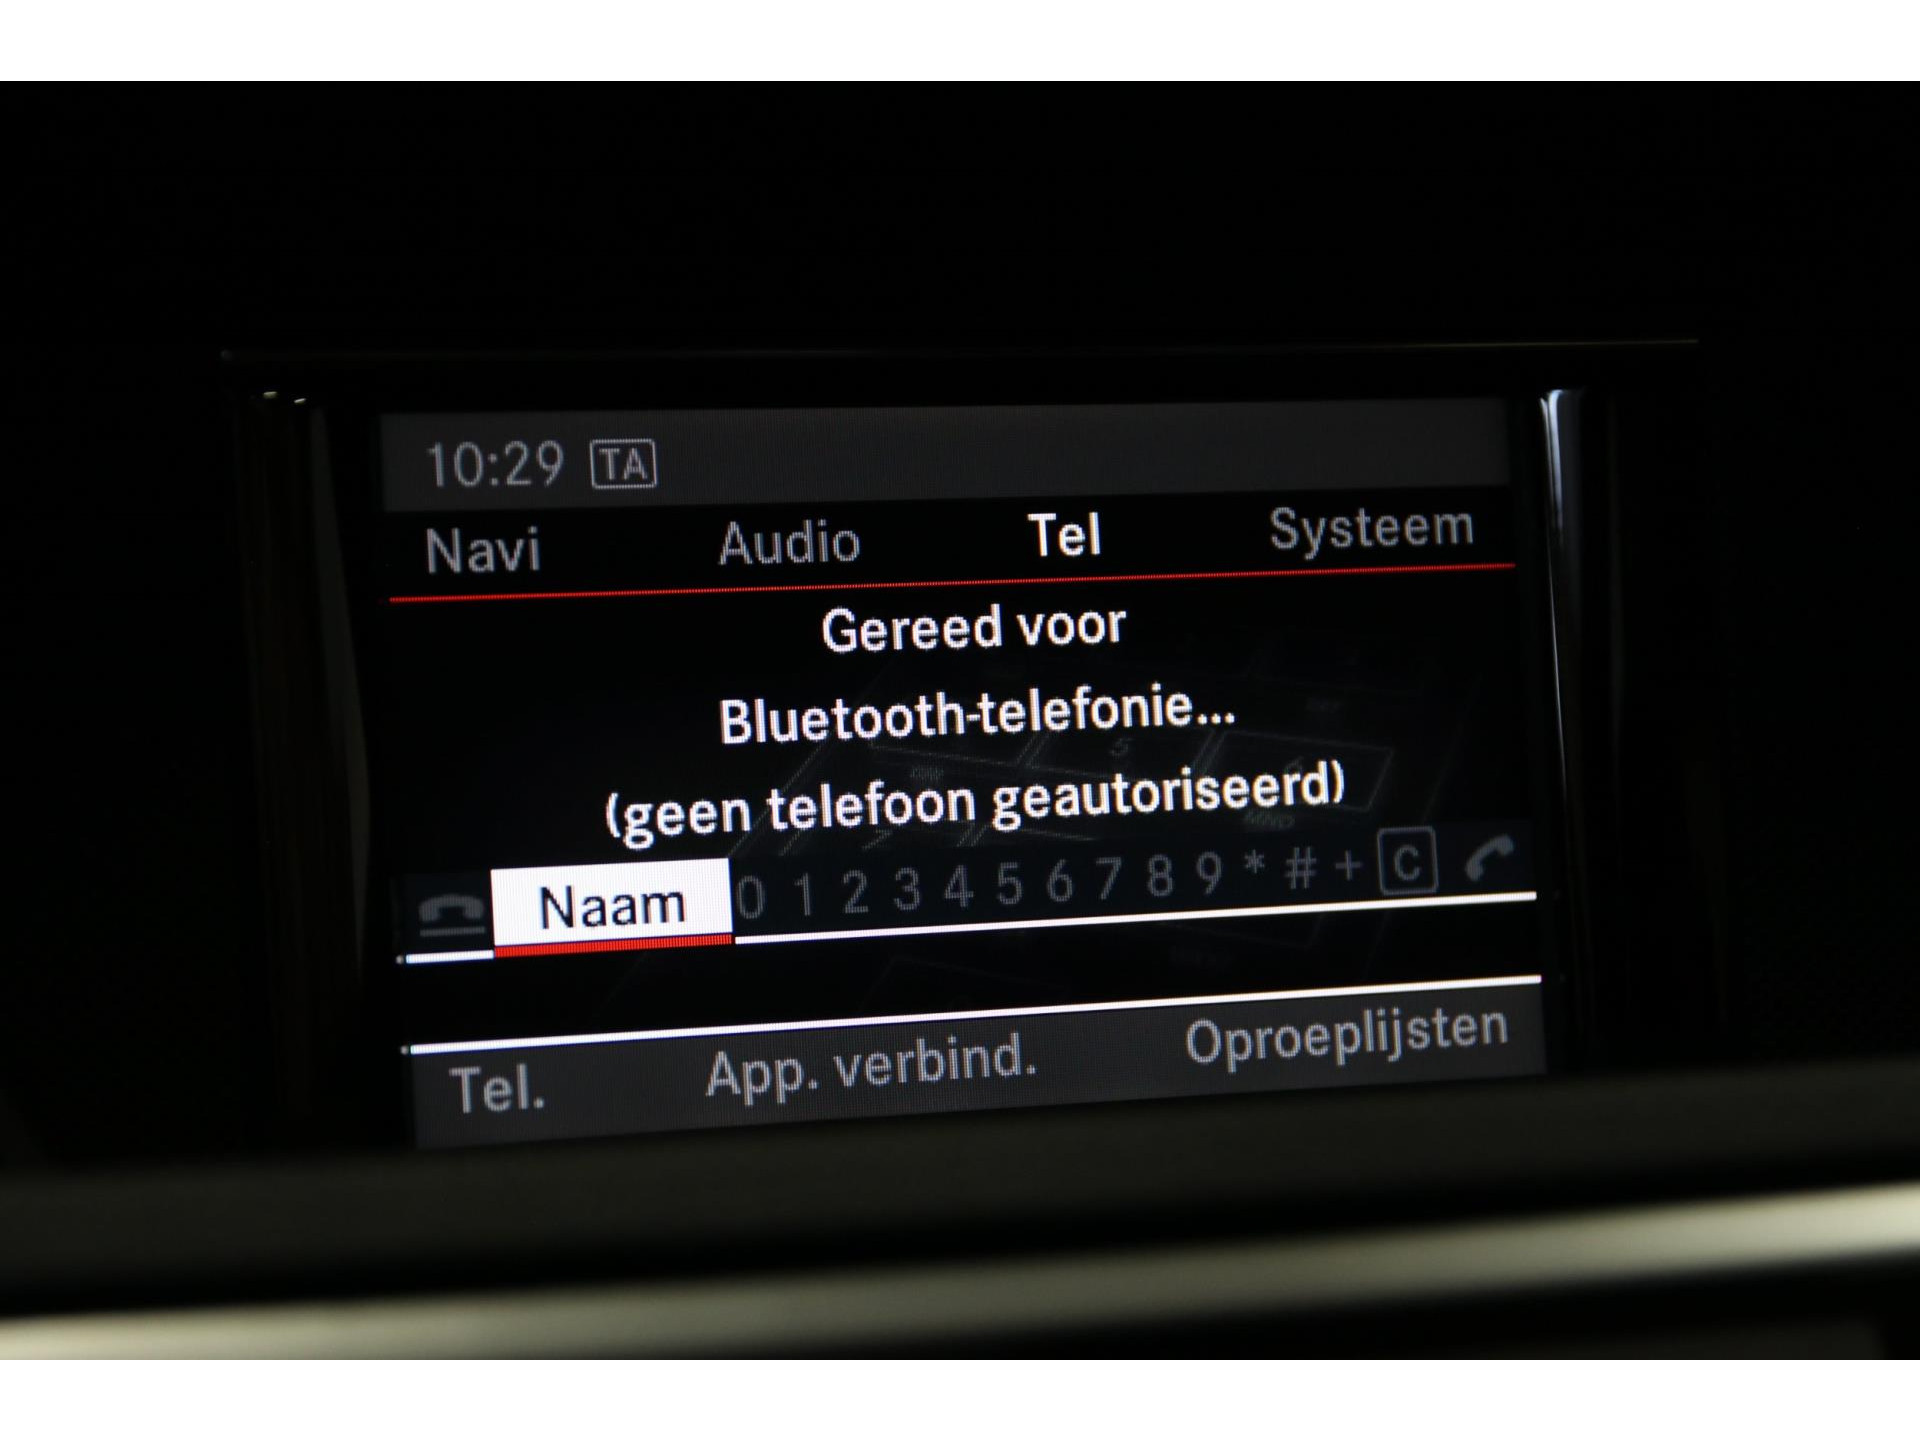 10:29 TA
Navi Audio Tel Systeem
Gereed voor
Bluetooth-telefonie...
(geen telefoon geautoriseerd)
Naam 0 1 2 3 4 5 6 7 8 9 * # + C
Tel. App. verbind. Oproeplijsten